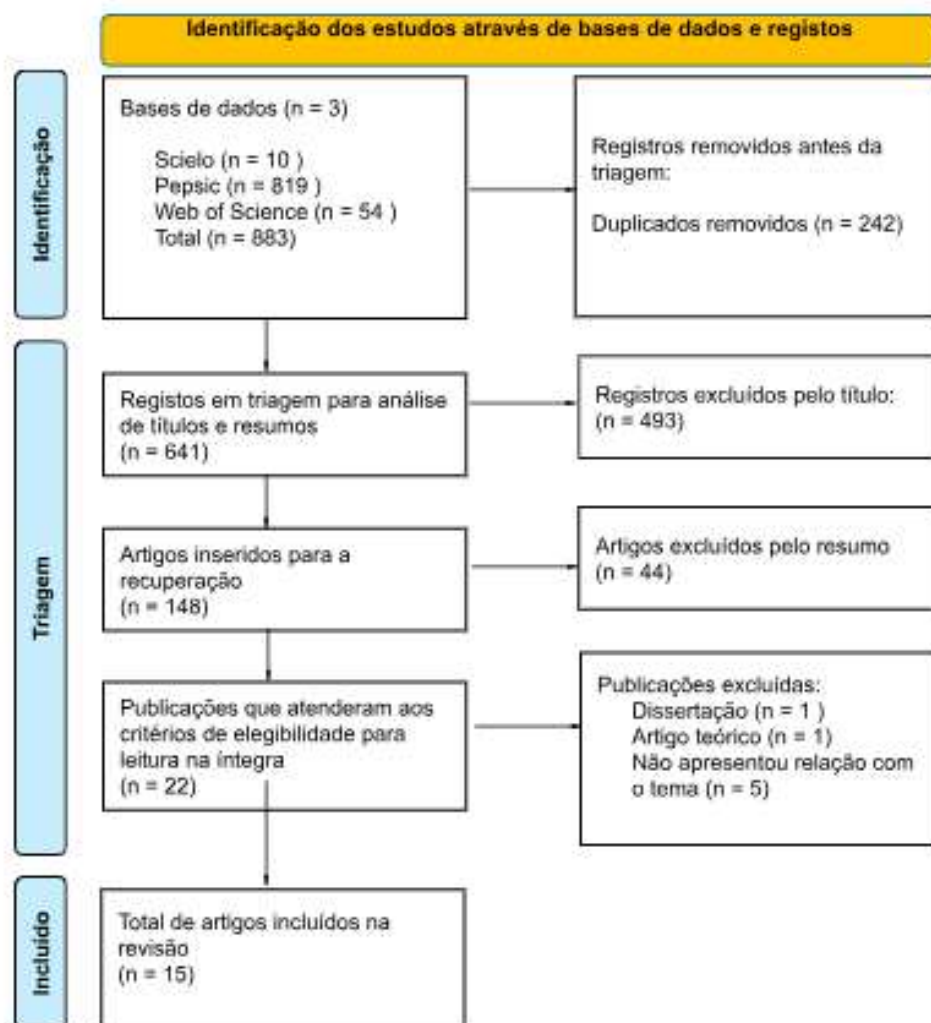 Identificação dos estudos através de bases de dados e registos
Identificação
Bases de dados (n = 3)
Scielo (n = 10 )
Pepsic (n = 819 )
Web of Science (n = 54 )
Total (n = 883)
Registros removidos antes da
triagem:
Duplicados removidos (n = 242)
Triagem
Registos em triagem para análise
de títulos e resumos
(n = 641)
Registros excluídos pelo título:
(n = 493)
Artigos inseridos para a
recuperação
(n = 148)
Artigos excluídos pelo resumo
(n = 44)
Publicações que atenderam aos
critérios de elegibilidade para
leitura na íntegra
(n = 22)
Publicações excluídas:
Dissertação (n = 1 )
Artigo teórico (n = 1)
Não apresentou relação com
o tema (n = 5)
Incluído
Total de artigos incluídos na
revisão
(n = 15)